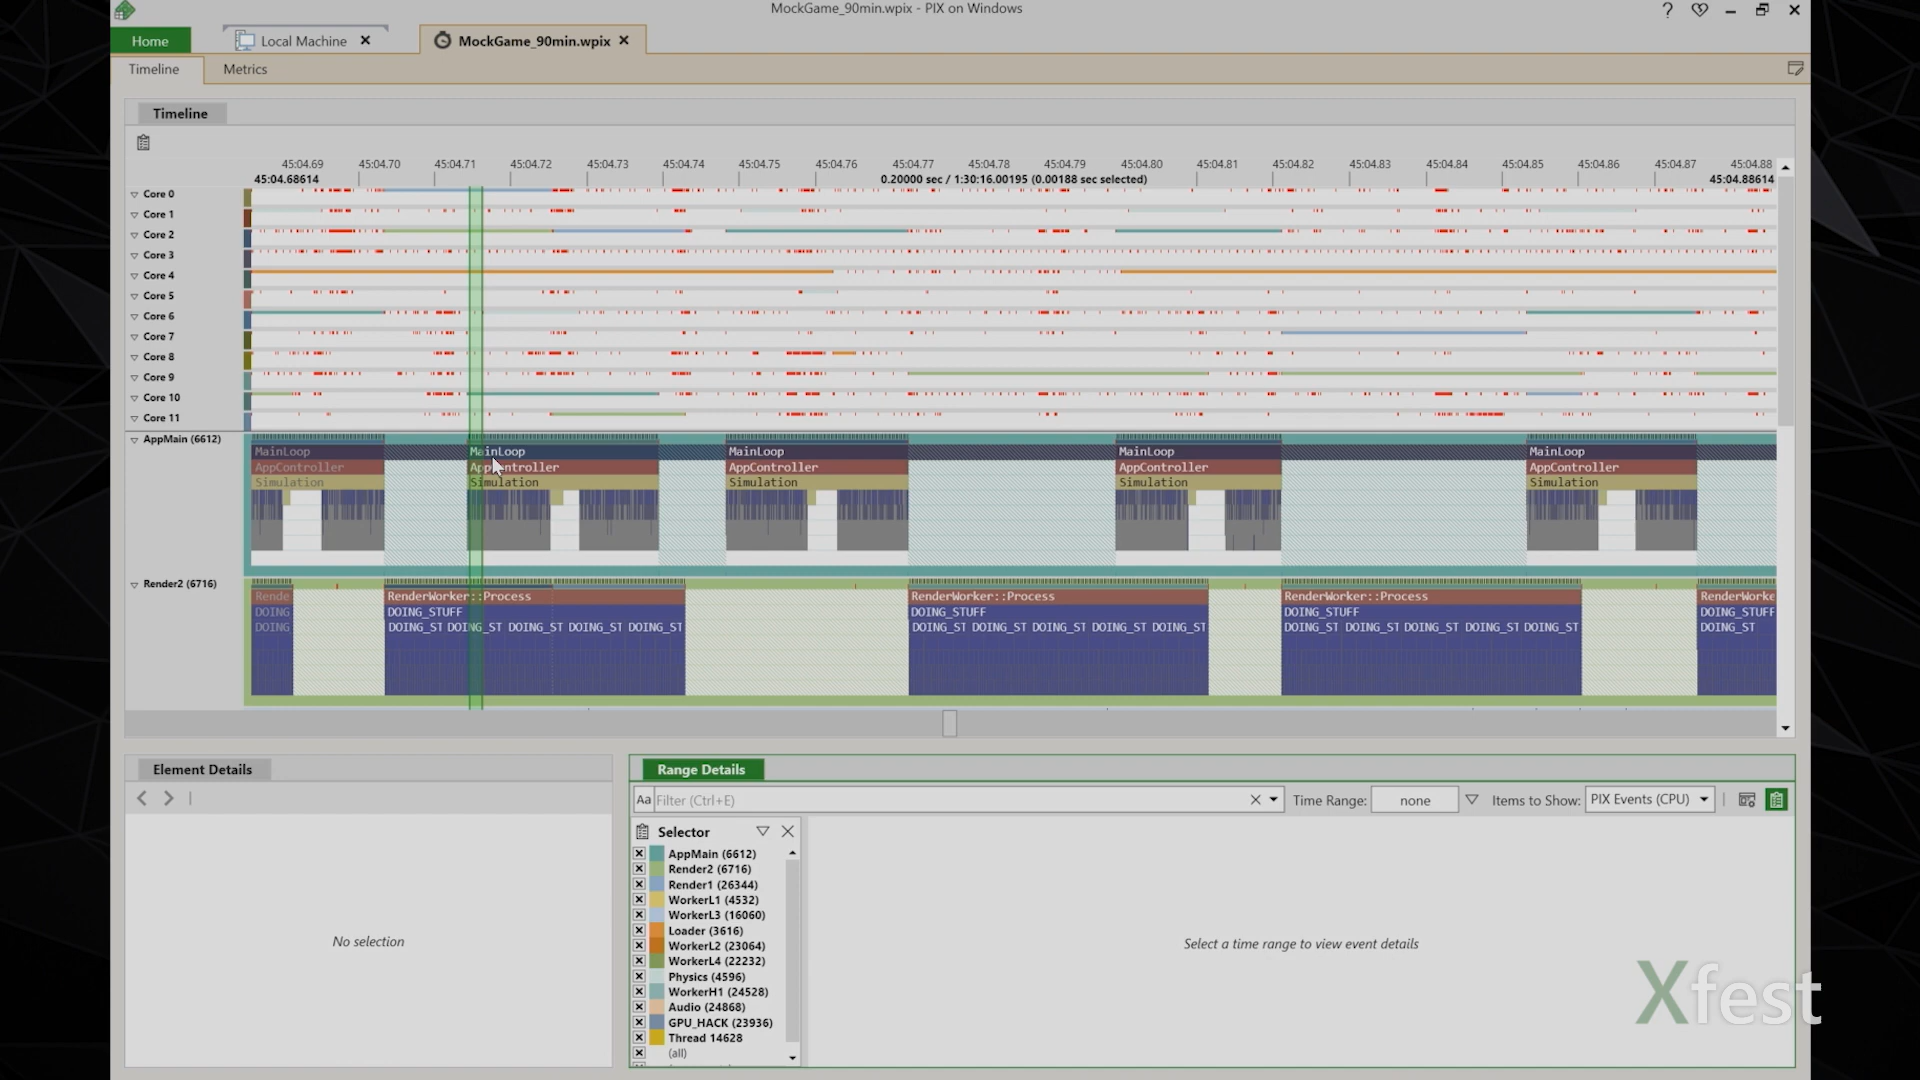 MockGame_90min.wpix - PIX on Windows
Home
Local Machine
MockGame_90min.wpix
Timeline
Metrics
Timeline
45:04.69 45:04.70 45:04.71 45:04.72 45:04.73 45:04.74 45:04.75 45:04.76 45:04.77 45:04.78 45:04.79 45:04.80 45:04.81 45:04.82 45:04.83 45:04.84 45:04.85 45:04.86 45:04.87 45:04.88
45:04.68614 0.20000 sec / 1:30:16.00195 (0.00188 sec selected) 45:04.88614
Core 0
Core 1
Core 2
Core 3
Core 4
Core 5
Core 6
Core 7
Core 8
Core 9
Core 10
Core 11
AppMain (6612)
MainLoop MainLoop MainLoop MainLoop MainLoop
AppController AppController AppController AppController AppController
Simulation Simulation Simulation Simulation Simulation
Render2 (6716)
Rende RenderWorker::Process RenderWorker::Process RenderWorker::Process RenderWorke
DOING DOING_STUFF DOING_STUFF DOING_STUFF DOING_STUFF
DOING DOING_ST DOING_ST DOING_ST DOING_ST DOING_ST DOING_ST DOING_ST DOING_ST DOING_ST DOING_ST DOING_ST DOING_ST DOING_ST DOING_ST DOING_ST DOING_ST
Element Details
No selection
Range Details
Aa Filter (Ctrl+E) Time Range: none Items to Show: PIX Events (CPU)
Selector
AppMain (6612)
Render2 (6716)
Render1 (26344)
WorkerL1 (4532)
WorkerL3 (16060)
Loader (3616)
WorkerL2 (23064)
WorkerL4 (22232)
Physics (4596)
WorkerH1 (24528)
Audio (24868)
GPU_HACK (23936)
Thread 14628
(all)
Select a time range to view event details
Xfest